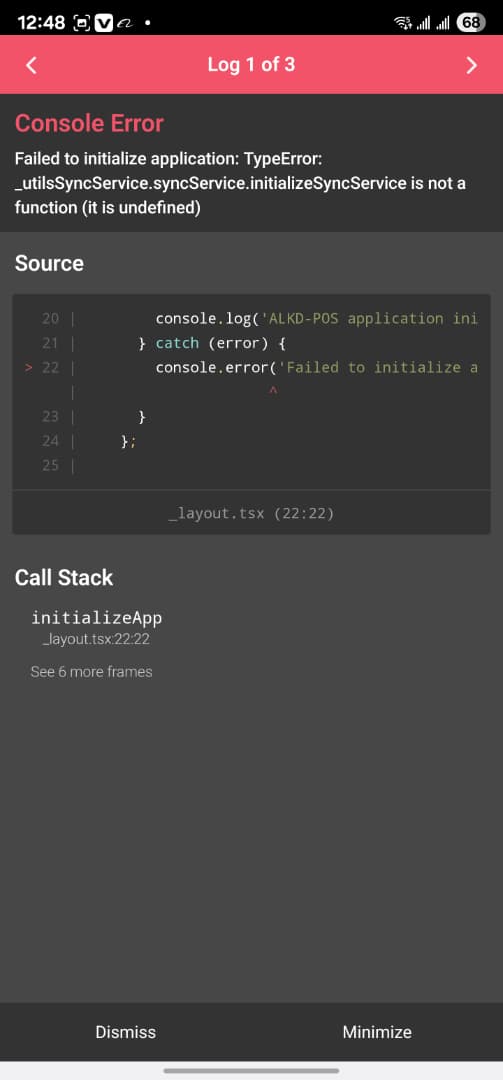 12:48
68
Log 1 of 3
Console Error
Failed to initialize application: TypeError:
_utilsSyncService.syncService.initializeSyncService is not a
function (it is undefined)
Source
20 | console.log('ALKD-POS application ini
21 | } catch (error) {
> 22 | console.error('Failed to initialize a
| ^
23 | }
24 | };
25 |
_layout.tsx (22:22)
Call Stack
initializeApp
_layout.tsx:22:22
See 6 more frames
Dismiss
Minimize